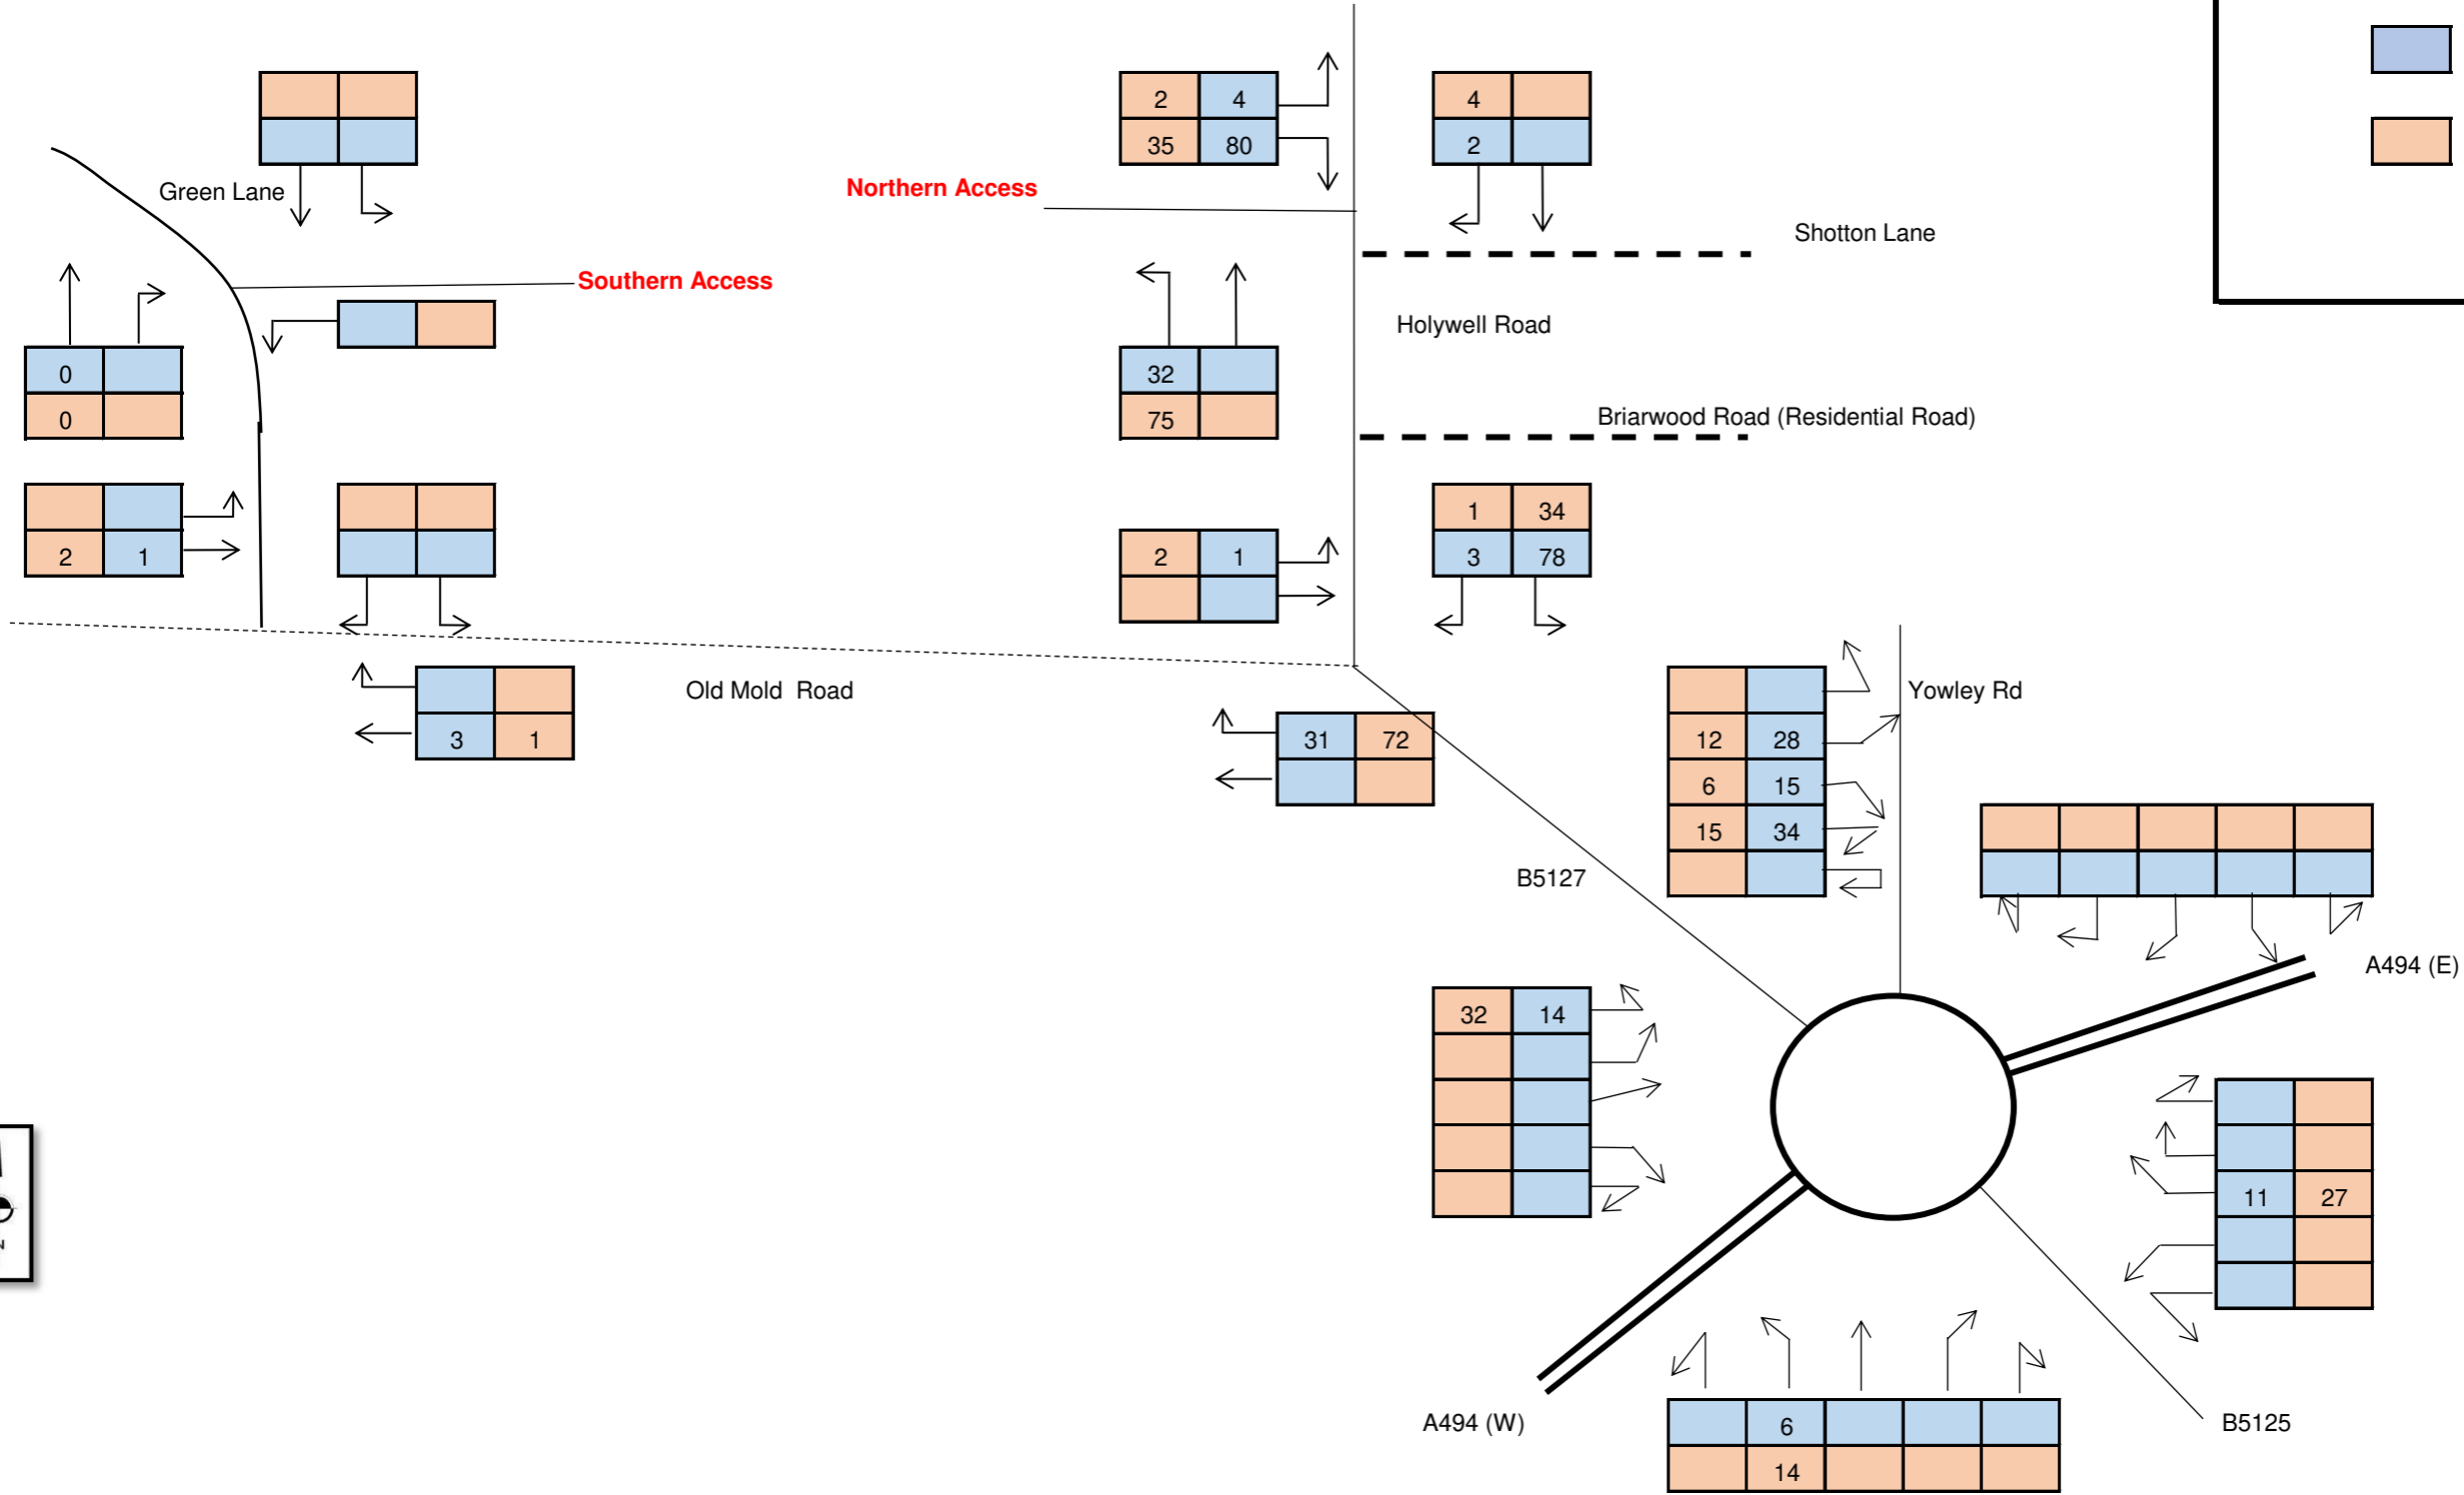 2 4
35 80
4
2
Green Lane
Northern Access
Shotton Lane
Southern Access
Holywell Road
0
0
32
75
Briarwood Road (Residential Road)
2 1
2 1
1 34
3 78
Old Mold Road
3 1
31 72
Yowley Rd
12 28
6 15
15 34
B5127
A494 (E)
32 14
11 27
N
A494 (W)
6
14
B5125